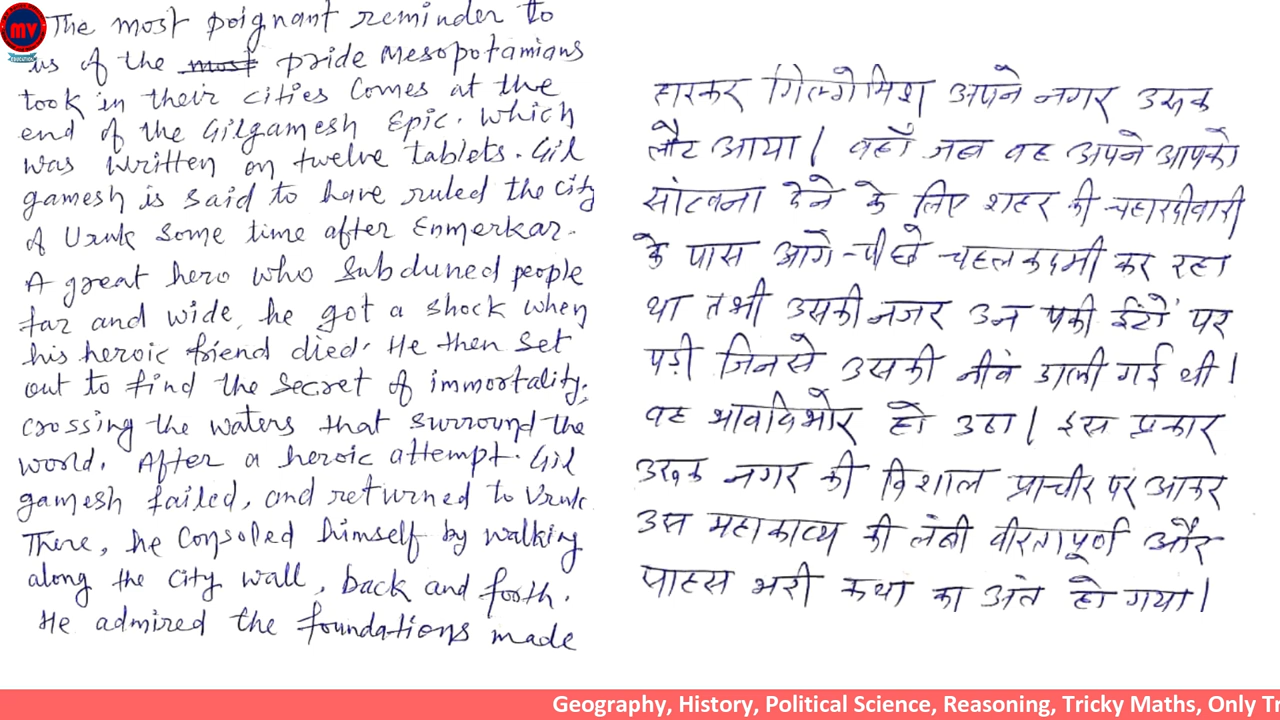 MV
EDUCATION
The most poignant reminder to
us of the most pride Mesopotamians
took in their cities comes at the
end of the Gilgamesh Epic. Which
was written on twelve tablets. Gil
gamesh is said to have ruled the city
of Uruk some time after Enmerkar.
A great hero who subduned people
far and wide, he got a shock when
his heroic friend died. He then set
out to find the secret of immortality,
crossing the waters that surround the
world. After a heroic attempt. Gil
gamesh failed, and returned to Uruk.
There, he consoled himself by walking
along the city wall, back and forth.
He admired the foundations made
हारकर गिल्गेमिश अपने नगर उरुक
लौट आया। वहाँ जब वह अपने आपको
सांटवना देने के लिए शहर की चहारदीवारी
के पास आगे-पीछे चहलकदमी कर रहा
था तभी उसकी नजर उन पकी ईंटों पर
पड़ी जिनसे उसकी नींव डाली गई थी।
वह भावविभोर हो उठा। इस प्रकार
उरुक नगर की विशाल प्राचीर पर आकर
उस महाकाव्य की लंबी वीरतापूर्ण और
साहस भरी कथा का अंत हो गया।
Geography, History, Political Science, Reasoning, Tricky Maths, Only